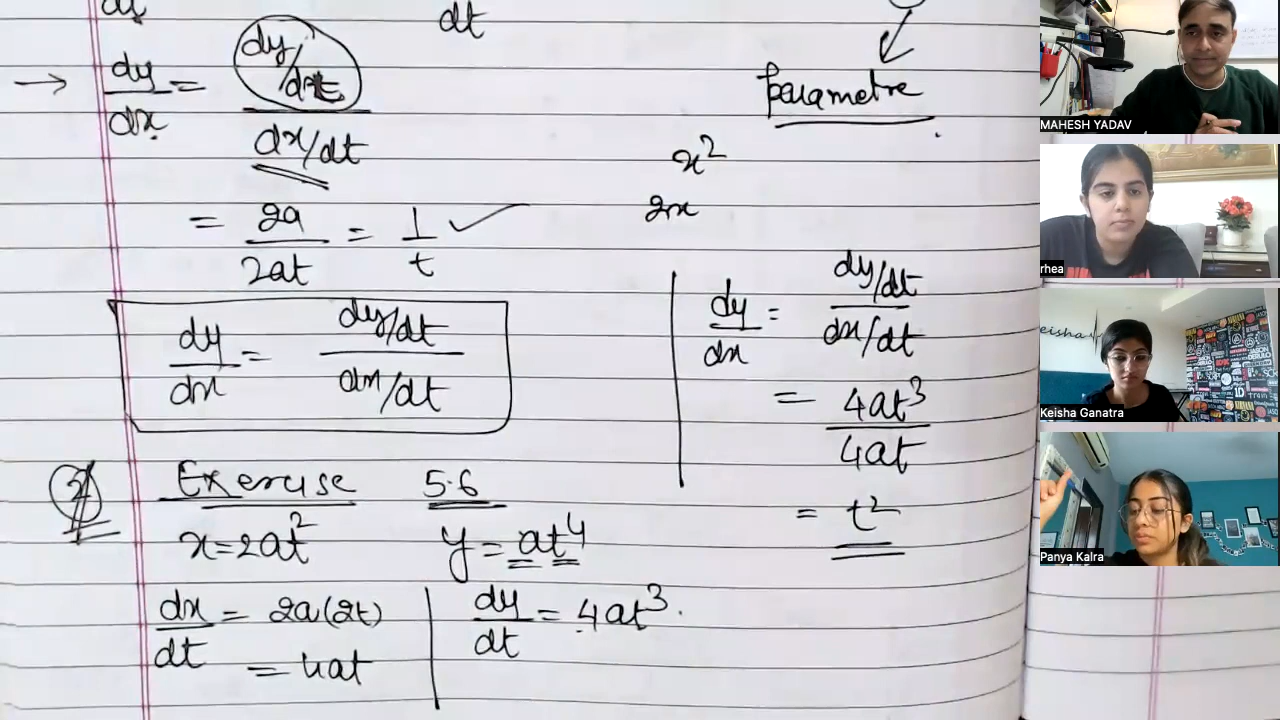 dx
dt
→ dy/dx = (dy/dt)/(dx/dt)
= 2a/2at = 1/t ✓
dy/dx = (dy/dt)/(dx/dt)
Exercise 5.6
x=2at² y = at⁴
dx/dt = 2a(2t)
= 4at
dy/dt = 4at³.
parametre
x²
2x
dy/dx = (dy/dt)/(dx/dt)
= 4at³/4at
= t²
MAHESH YADAV
rhea
keisha
Keisha Ganatra
Panya Kalra